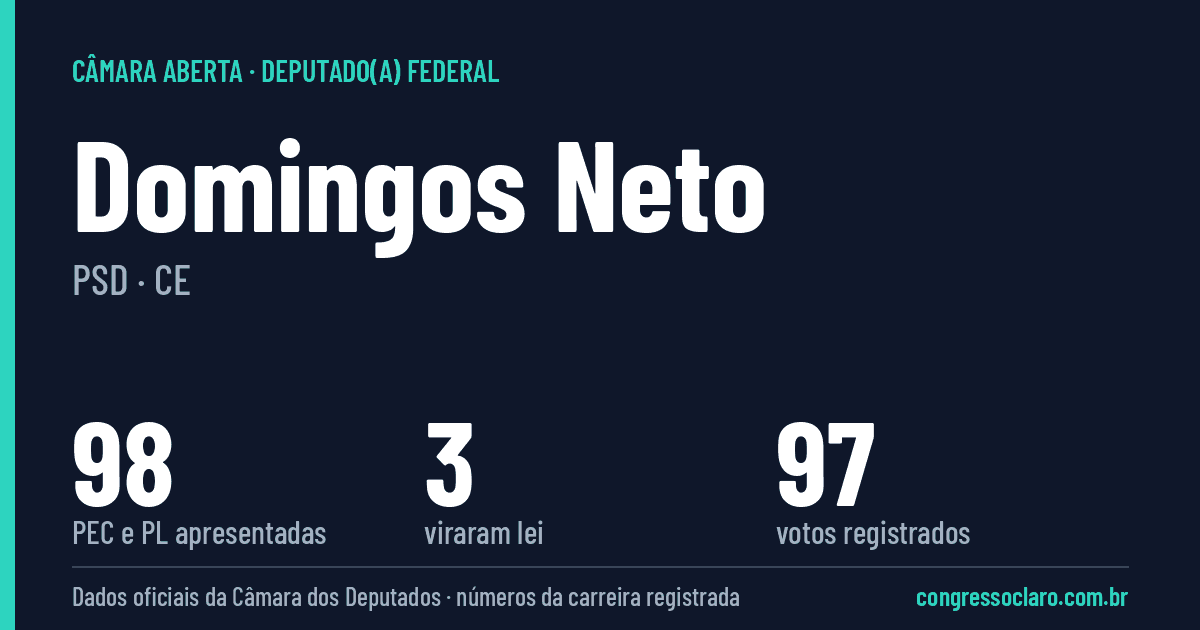 CÂMARA ABERTA · DEPUTADO(A) FEDERAL
Domingos Neto
PSD · CE
98 3 97
PEC e PL apresentadas viraram lei votos registrados
Dados oficiais da Câmara dos Deputados · números da carreira registrada congressoclaro.com.br